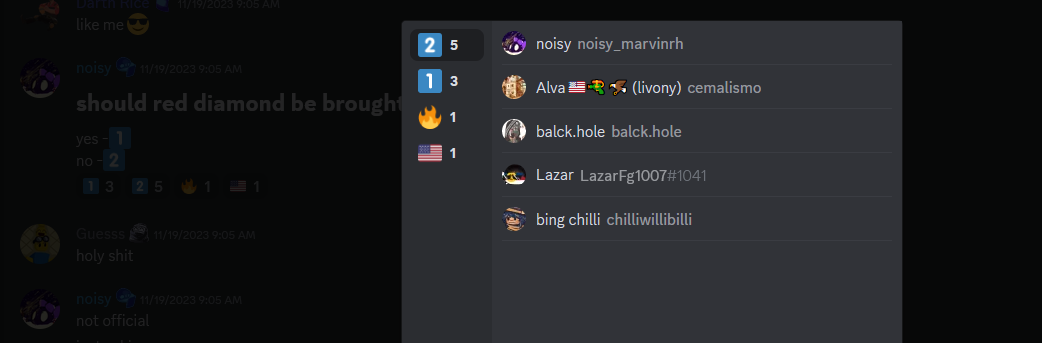 Darth Rice 11/19/2023 9:05 AM
like me
noisy 11/19/2023 9:05 AM
should red diamond be brought
yes - 1
no - 2
1 3 2 5 1 1
Guesss 11/19/2023 9:05 AM
holy shit
noisy 11/19/2023 9:05 AM
not official
2 5
1 3
1
1
noisy noisy_marvinrh
Alva (livony) cemalismo
balck.hole balck.hole
Lazar LazarFg1007#1041
bing chilli chilliwillibilli